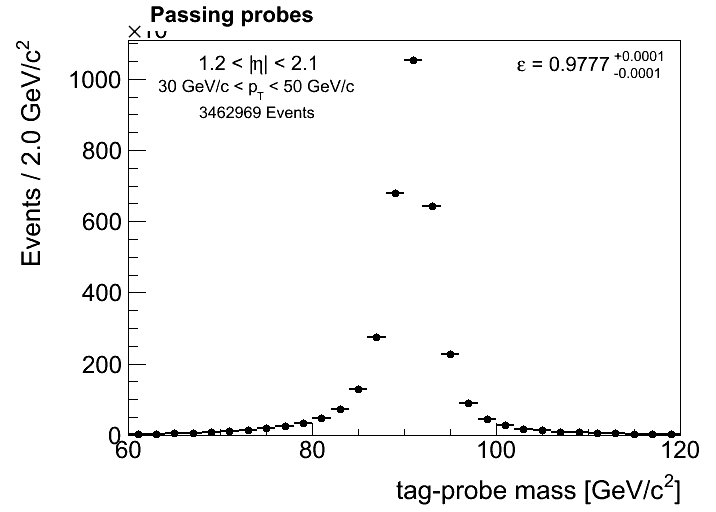 Passing probes
×10
1.2 < |η| < 2.1
30 GeV/c < pT < 50 GeV/c
3462969 Events
ε = 0.9777 +0.0001 -0.0001
Events / 2.0 GeV/c²
1000
800
600
400
200
0
60 80 100 120
tag-probe mass [GeV/c²]